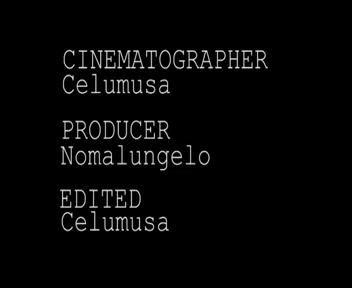 CINEMATOGRAPHER
Celumusa
PRODUCER
Nomalungelo
EDITED
Celumusa